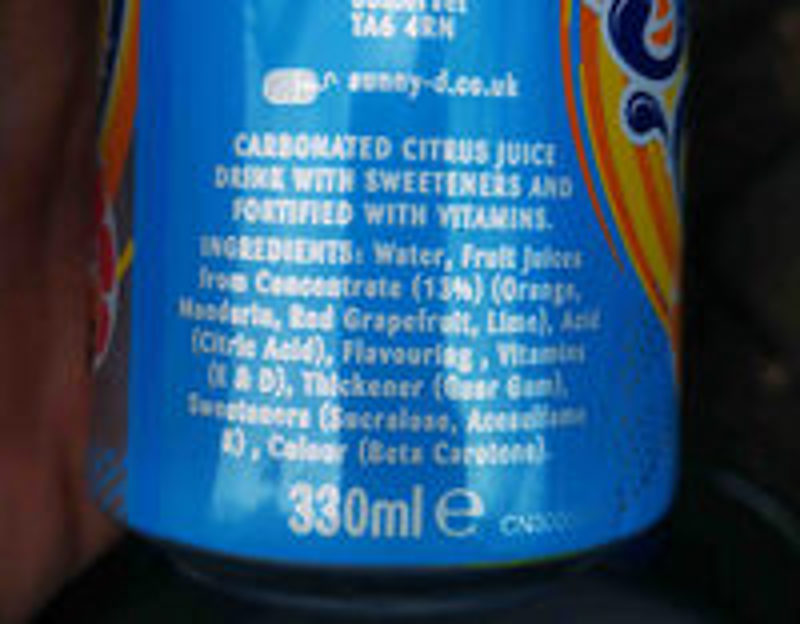 TA6 4RN
sunny-d.co.uk
CARBONATED CITRUS JUICE
DRINK WITH SWEETENERS AND
FORTIFIED WITH VITAMINS.
INGREDIENTS: Water, Fruit Juices
from Concentrate (13%) (Orange,
Mandarin, Red Grapefruit, Lime), Acid
(Citric Acid), Flavouring , Vitamins
(E & D), Thickener (Guar Gum),
Sweeteners (Sucralose, Acesulfame
K) , Colour (Beta Carotene).
330ml e